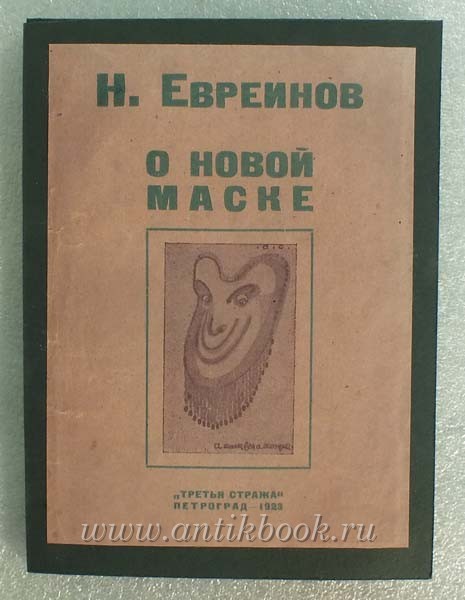 Н. ЕВРЕИНОВ
О НОВОЙ
МАСКЕ
„ТРЕТЬЯ СТРАЖА“
ПЕТРОГРАД—1923
www.antikbook.ru